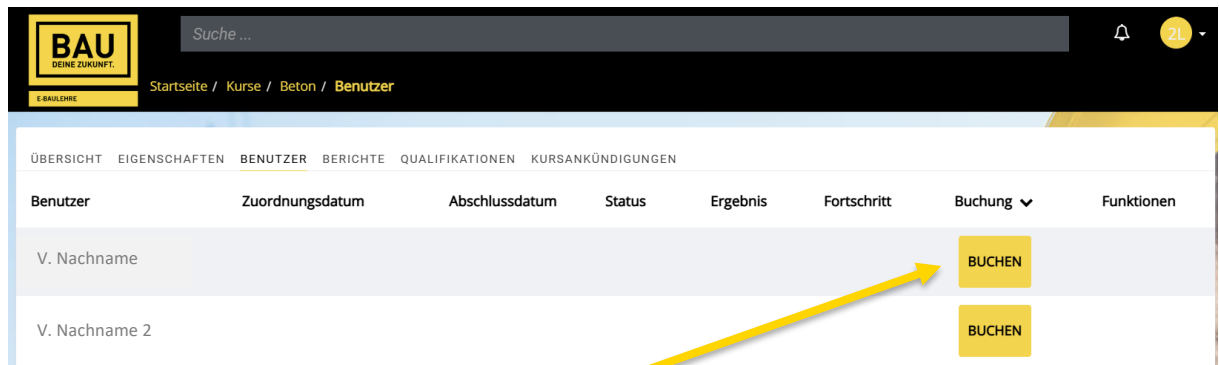 BAU
DEINE ZUKUNFT.
E-BAULEHRE
Suche ...
2L
Startseite / Kurse / Beton / Benutzer
ÜBERSICHT EIGENSCHAFTEN BENUTZER BERICHTE QUALIFIKATIONEN KURSANKÜNDIGUNGEN
Benutzer Zuordnungsdatum Abschlussdatum Status Ergebnis Fortschritt Buchung Funktionen
V. Nachname BUCHEN
V. Nachname 2 BUCHEN